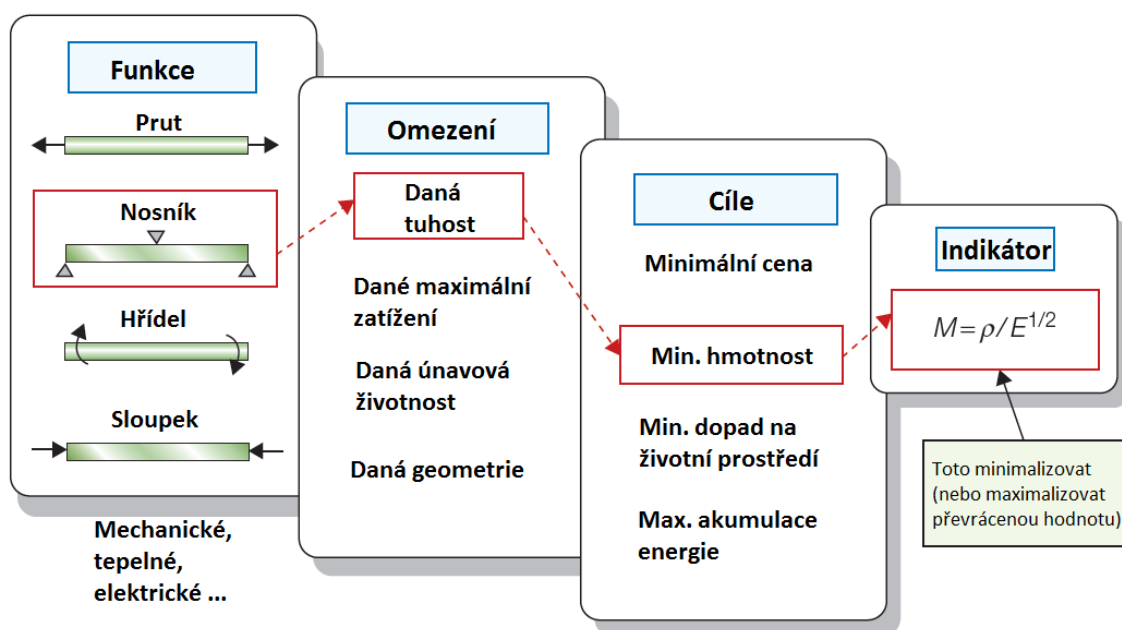 Funkce
Prut
Nosník
Hřídel
Sloupek
Mechanické,
tepelné,
elektrické ...
Omezení
Daná
tuhost
Dané maximální
zatížení
Daná únavová
životnost
Daná geometrie
Cíle
Minimální cena
Min. hmotnost
Min. dopad na
životní prostředí
Max. akumulace
energie
Indikátor
M = ρ / E^{1/2}
Toto minimalizovat
(nebo maximalizovat
převrácenou hodnotu)